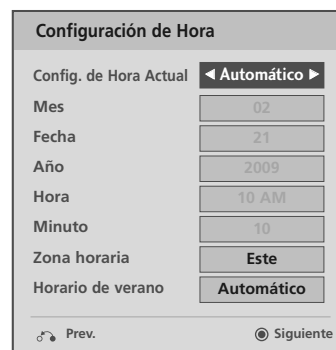 Configuración de Hora
Config. de Hora Actual ◄ Automático ►
Mes 02
Fecha 21
Año 2009
Hora 10 AM
Minuto 10
Zona horaria Este
Horario de verano Automático
Prev. Siguiente